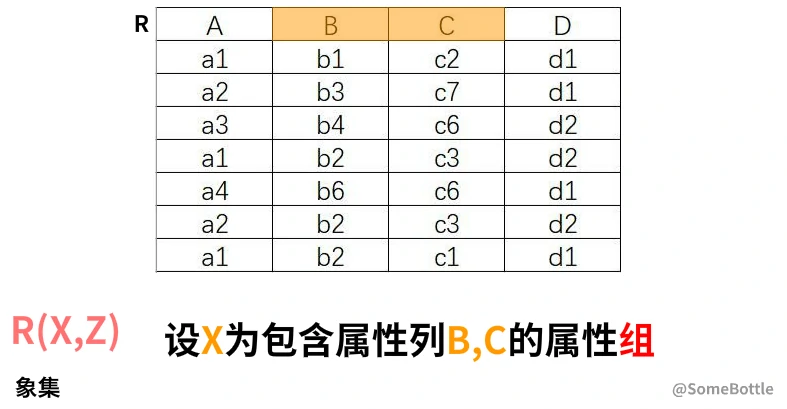 R A B C D
a1 b1 c2 d1
a2 b3 c7 d1
a3 b4 c6 d2
a1 b2 c3 d2
a4 b6 c6 d1
a2 b2 c3 d2
a1 b2 c1 d1
R(X,Z) 设X为包含属性列B,C的属性组
象集 @SomeBottle